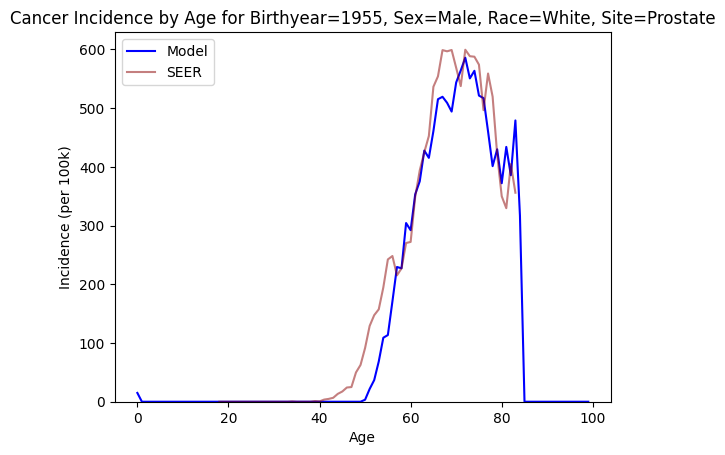 Cancer Incidence by Age for Birthyear=1955, Sex=Male, Race=White, Site=Prostate
Model
SEER
600
500
400
300
200
100
0
Incidence (per 100k)
0 20 40 60 80 100
Age